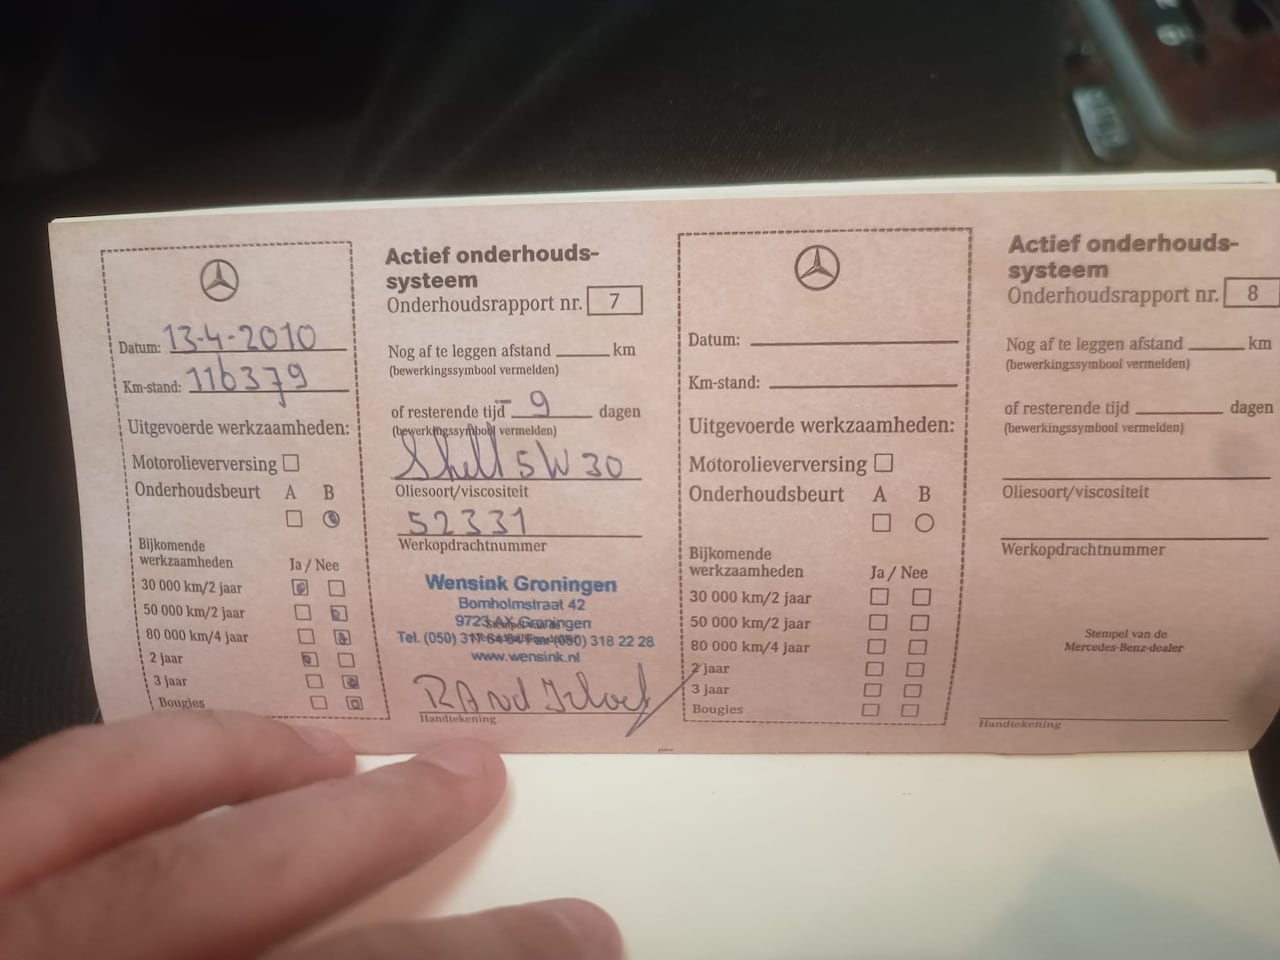 Datum: 13-4-2010
Km-stand: 116379
Uitgevoerde werkzaamheden:
Motorolieverversing
Onderhoudsbeurt A B
Bijkomende
werkzaamheden Ja / Nee
30 000 km/2 jaar
50 000 km/2 jaar
80 000 km/4 jaar
2 jaar
3 jaar
Bougies
Actief onderhouds-
systeem
Onderhoudsrapport nr. 7
Nog af te leggen afstand km
(bewerkingssymbool vermelden)
of resterende tijd -9 dagen
(bewerkingssymbool vermelden)
Shell 5W30
Oliesoort/viscositeit
52331
Werkopdrachtnummer
Wensink Groningen
Bornholmstraat 42
9723 AX Groningen
Tel. (050) Fax (050) 318 22 28
www.wensink.nl
Handtekening
Datum:
Km-stand:
Uitgevoerde werkzaamheden:
Motorolieverversing
Onderhoudsbeurt A B
Bijkomende
werkzaamheden Ja / Nee
30 000 km/2 jaar
50 000 km/2 jaar
80 000 km/4 jaar
2 jaar
3 jaar
Bougies
Actief onderhouds-
systeem
Onderhoudsrapport nr. 8
Nog af te leggen afstand km
(bewerkingssymbool vermelden)
of resterende tijd dagen
(bewerkingssymbool vermelden)
Oliesoort/viscositeit
Werkopdrachtnummer
Stempel van de
Mercedes-Benz-dealer
Handtekening